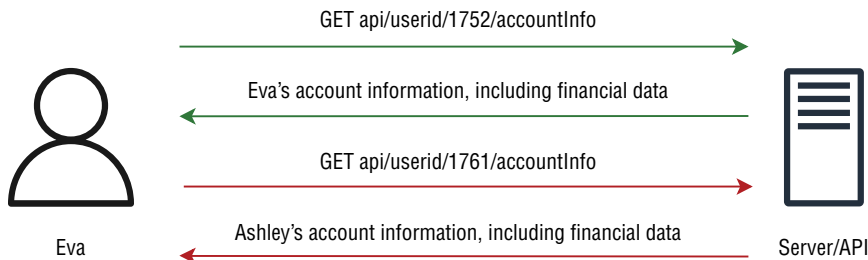 GET api/userid/1752/accountInfo
Eva’s account information, including financial data
GET api/userid/1761/accountInfo
Ashley’s account information, including financial data
Eva
Server/API